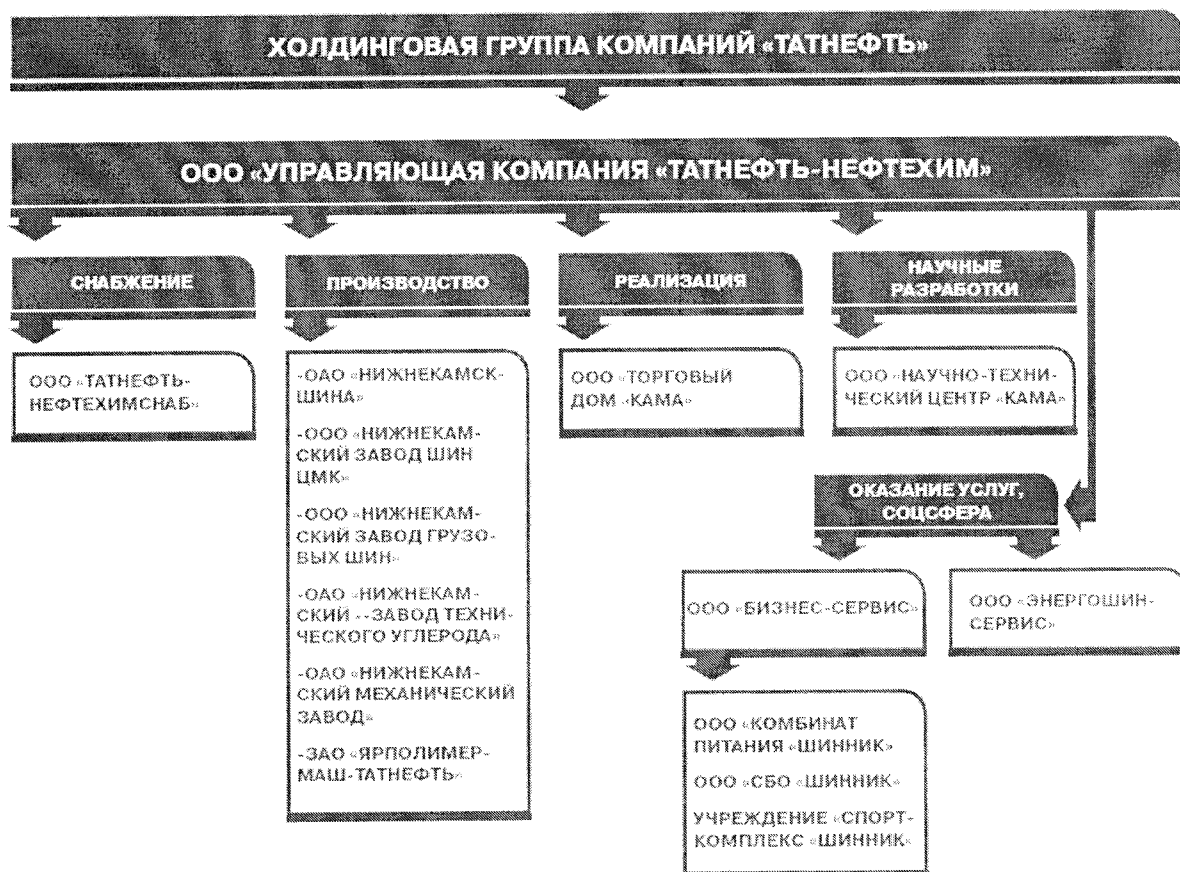 ХОЛДИНГОВАЯ ГРУППА КОМПАНИЙ «ТАТНЕФТЬ»
ООО «УПРАВЛЯЮЩАЯ КОМПАНИЯ «ТАТНЕФТЬ-НЕФТЕХИМ»
СНАБЖЕНИЕ
ООО «ТАТНЕФТЬ-
НЕФТЕХИМСНАБ»
ПРОИЗВОДСТВО
-ОАО «НИЖНЕКАМСК-
ШИНА»
-ООО «НИЖНЕКАМ-
СКИЙ ЗАВОД ШИН
ЦМК»
-ООО «НИЖНЕКАМ-
СКИЙ ЗАВОД ГРУЗО-
ВЫХ ШИН»
-ОАО «НИЖНЕКАМ-
СКИЙ --ЗАВОД ТЕХНИ-
ЧЕСКОГО УГЛЕРОДА»
-ОАО «НИЖНЕКАМ-
СКИЙ МЕХАНИЧЕСКИЙ
ЗАВОД»
-ЗАО «ЯРПОЛИМЕР-
МАШ-ТАТНЕФТЬ»
РЕАЛИЗАЦИЯ
ООО «ТОРГОВЫЙ
ДОМ «КАМА»
НАУЧНЫЕ
РАЗРАБОТКИ
ООО «НАУЧНО-ТЕХНИ-
ЧЕСКИЙ ЦЕНТР «КАМА»
ОКАЗАНИЕ УСЛУГ,
СОЦСФЕРА
ООО «БИЗНЕС-СЕРВИС»
ООО «КОМБИНАТ
ПИТАНИЯ «ШИННИК»
ООО «СБО «ШИННИК»
УЧРЕЖДЕНИЕ «СПОРТ-
КОМПЛЕКС «ШИННИК»
ООО «ЭНЕРГОШИН-
СЕРВИС»